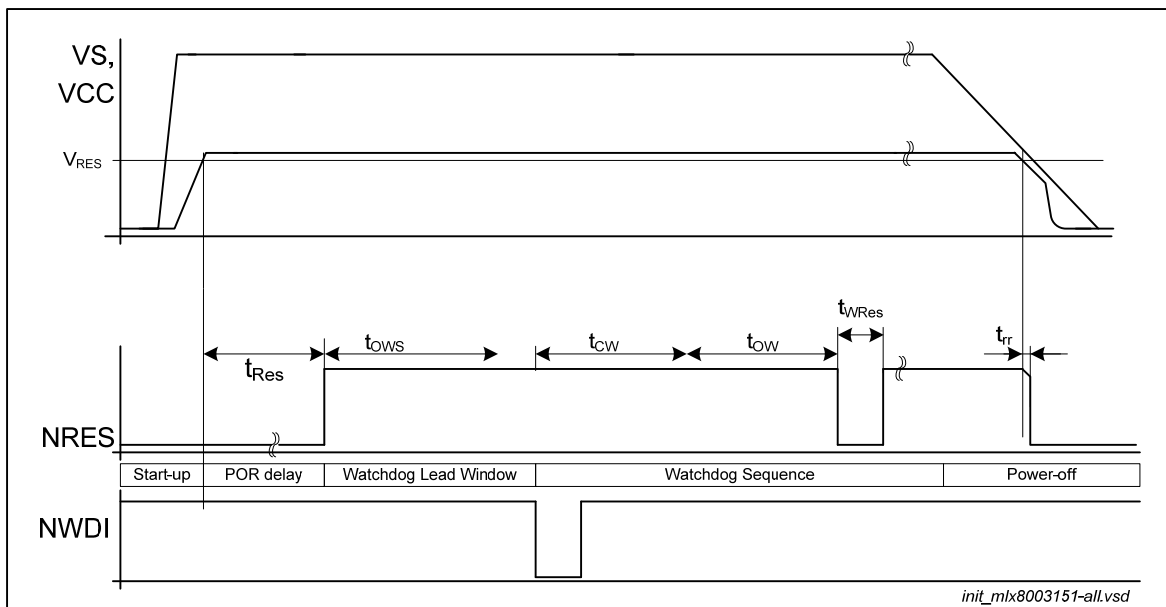 VS,
VCC
VRES
tRes
tOWS
tCW
tOW
tWRes
trr
NRES
Start-up POR delay Watchdog Lead Window Watchdog Sequence Power-off
NWDI
init_mlx8003151-all.vsd